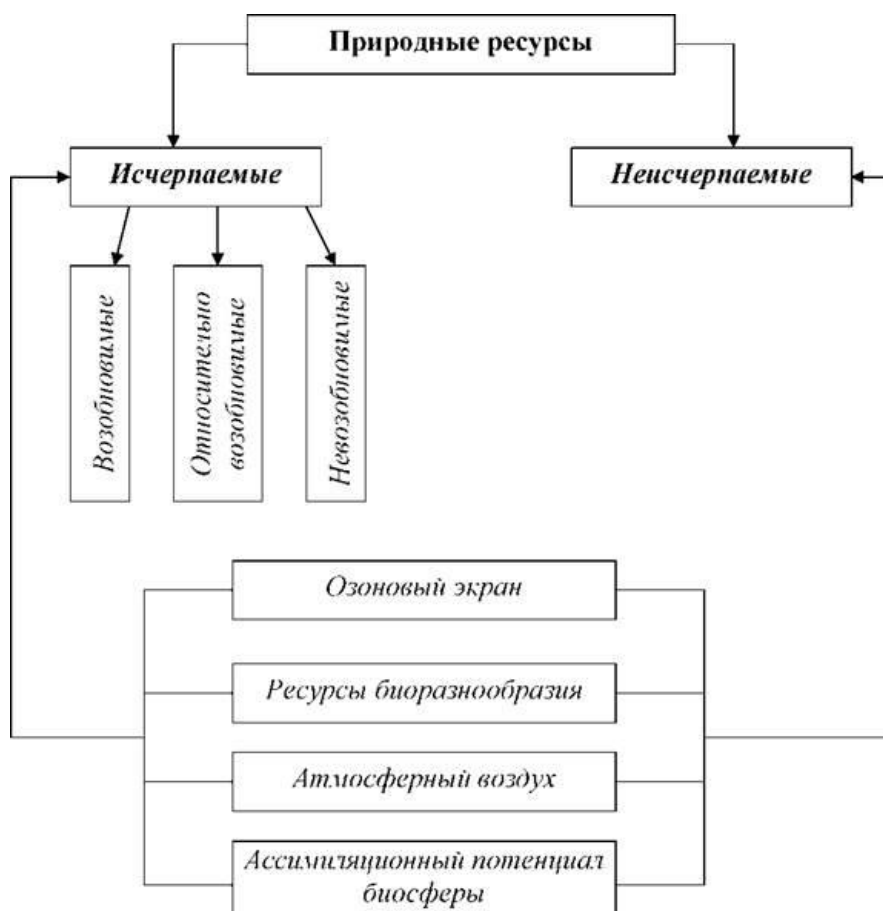 Природные ресурсы
Исчерпаемые
Неисчерпаемые
Возобновимые
Относительно
возобновимые
Невозобновимые
Озоновый экран
Ресурсы биоразнообразия
Атмосферный воздух
Ассимиляционный потенциал
биосферы